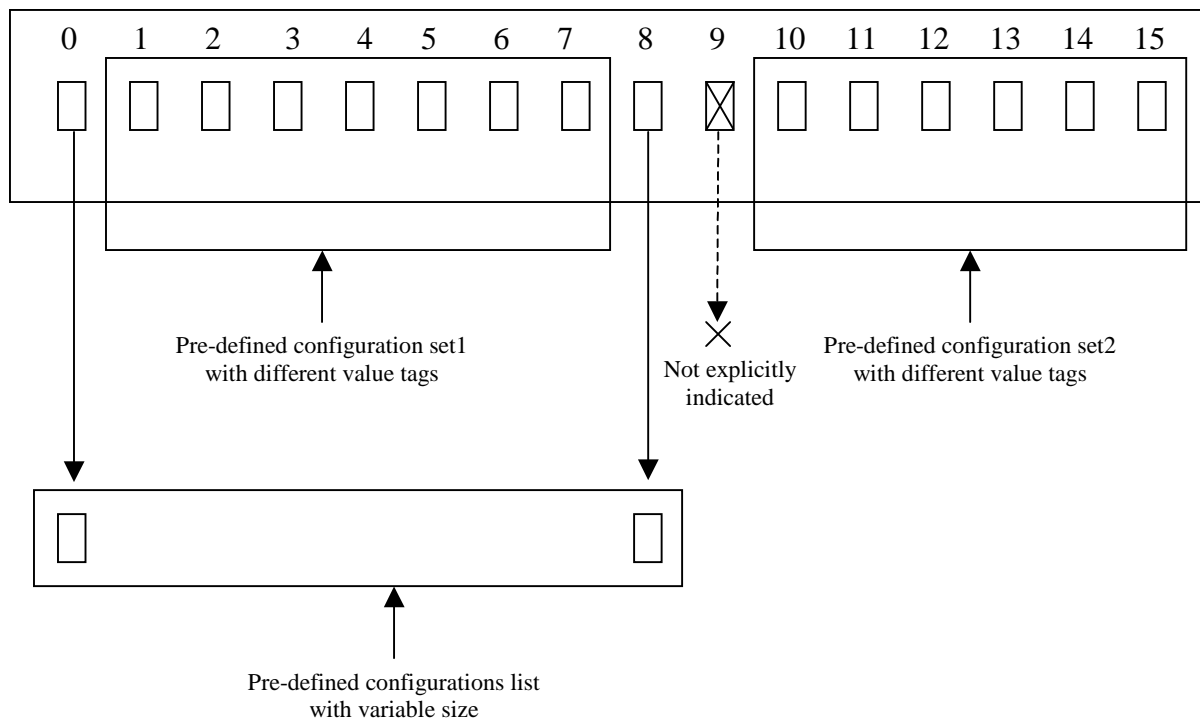 0 1 2 3 4 5 6 7 8 9 10 11 12 13 14 15
Pre-defined configuration set1
with different value tags
Not explicitly
indicated
Pre-defined configuration set2
with different value tags
Pre-defined configurations list
with variable size